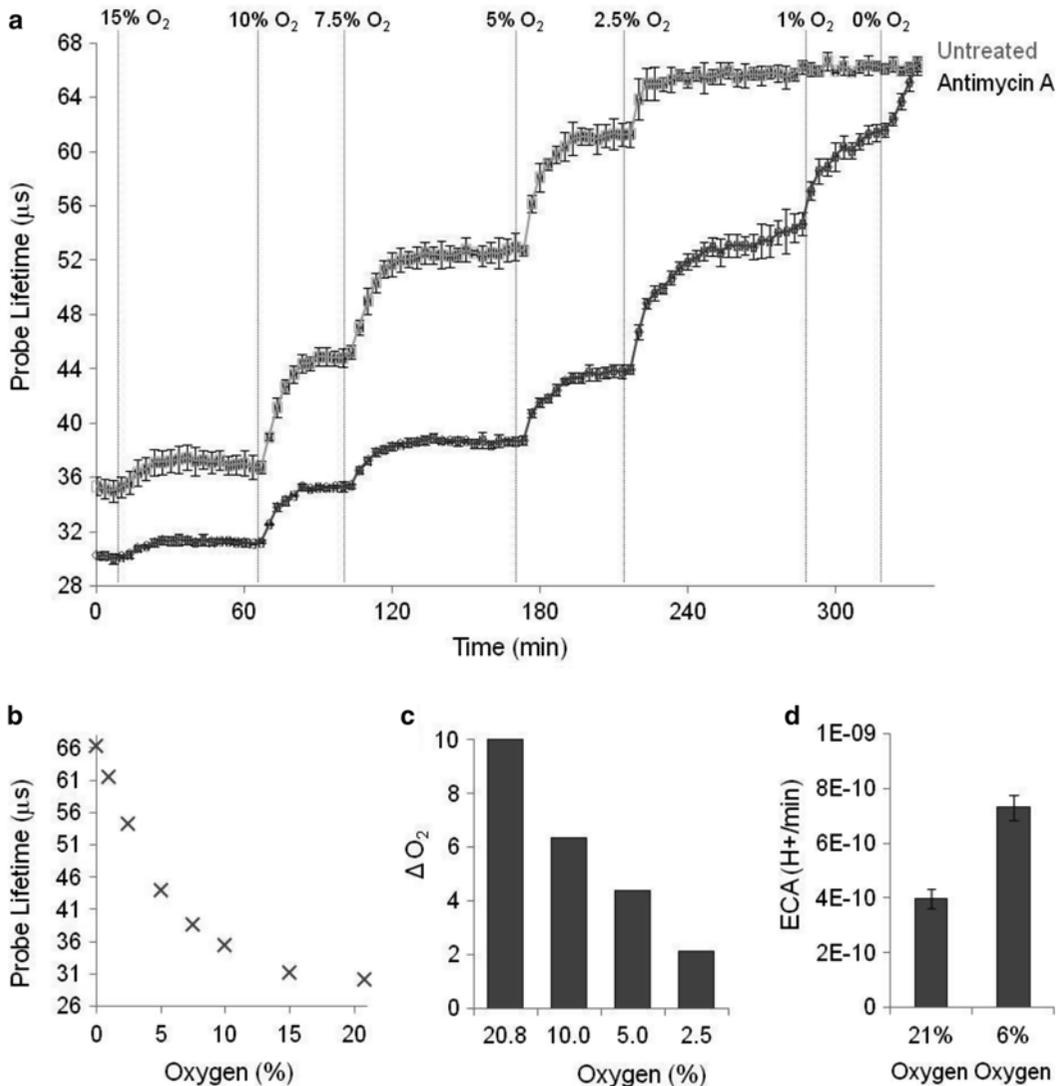 a
15% O₂ 10% O₂ 7.5% O₂ 5% O₂ 2.5% O₂ 1% O₂ 0% O₂
Untreated
Antimycin A
Probe Lifetime (µs)
68
64
60
56
52
48
44
40
36
32
28
0 60 120 180 240 300
Time (min)
b
Probe Lifetime (µs)
66
61
56
51
46
41
36
31
26
0 5 10 15 20
Oxygen (%)
c
Δ O₂
10
8
6
4
2
0
20.8 10.0 5.0 2.5
Oxygen (%)
d
ECA (H+/min)
1E-09
8E-10
6E-10
4E-10
2E-10
0
21% 6%
Oxygen Oxygen